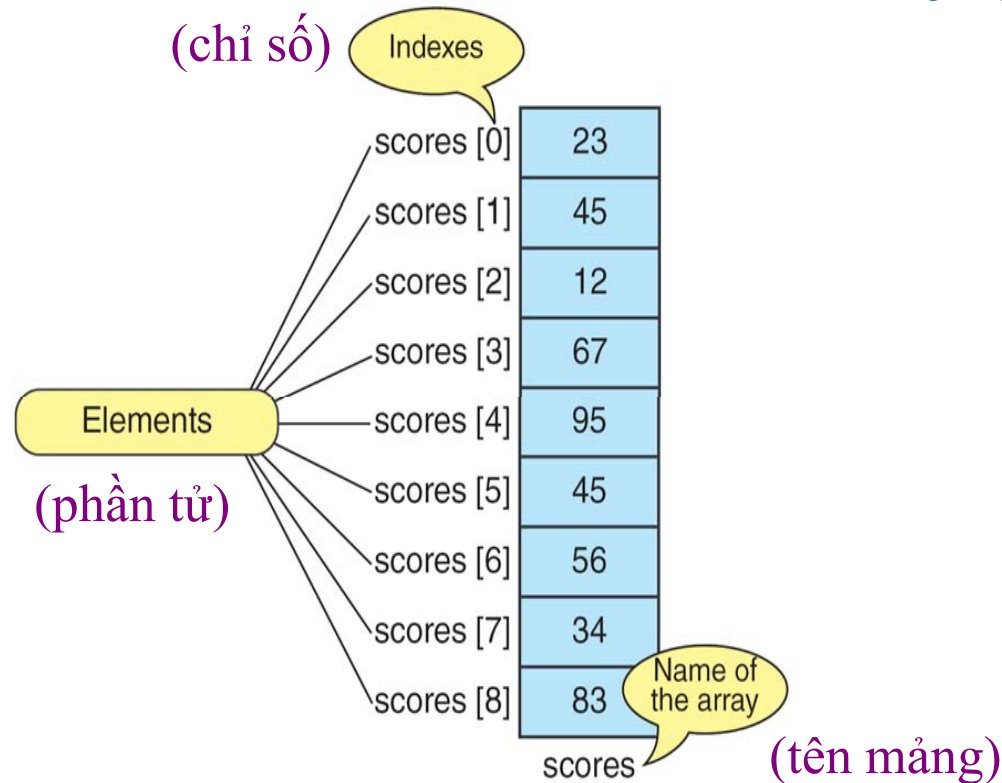 (chỉ số)
Indexes
scores [0] 23
scores [1] 45
scores [2] 12
scores [3] 67
Elements
scores [4] 95
(phần tử)
scores [5] 45
scores [6] 56
scores [7] 34
scores [8] 83
Name of
the array
scores
(tên mảng)